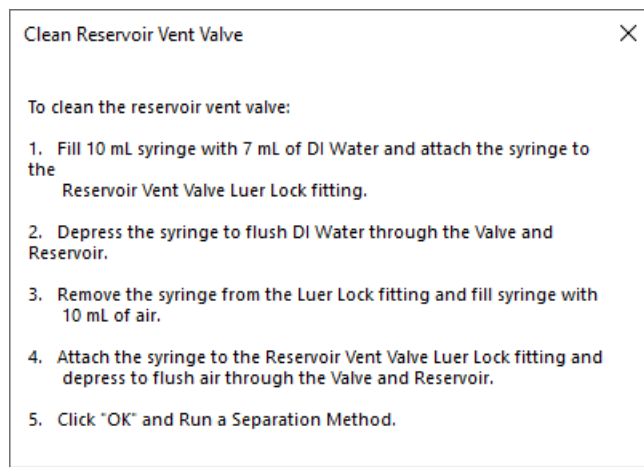 Clean Reservoir Vent Valve
To clean the reservoir vent valve:
1. Fill 10 mL syringe with 7 mL of DI Water and attach the syringe to
the
Reservoir Vent Valve Luer Lock fitting.
2. Depress the syringe to flush DI Water through the Valve and
Reservoir.
3. Remove the syringe from the Luer Lock fitting and fill syringe with
10 mL of air.
4. Attach the syringe to the Reservoir Vent Valve Luer Lock fitting and
depress to flush air through the Valve and Reservoir.
5. Click "OK" and Run a Separation Method.